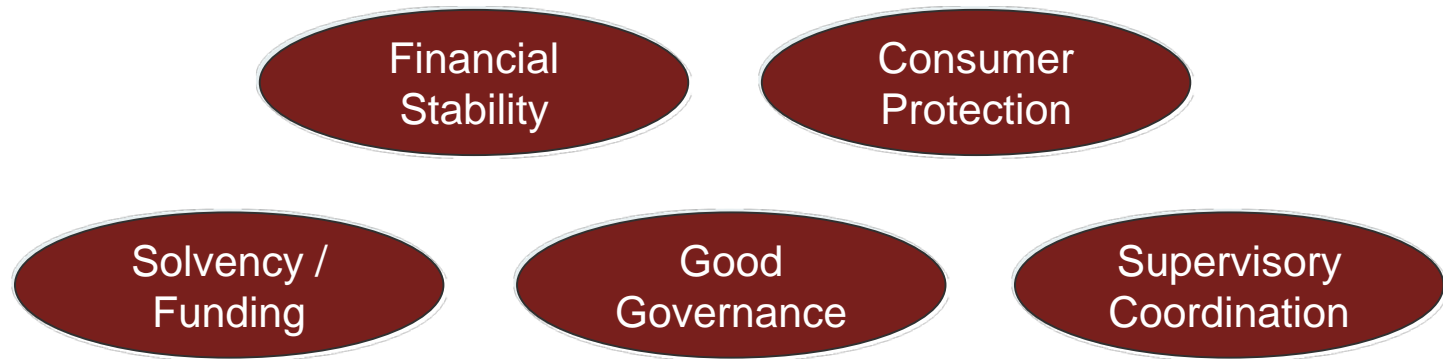 Financial
Stability
Consumer
Protection
Solvency /
Funding
Good
Governance
Supervisory
Coordination